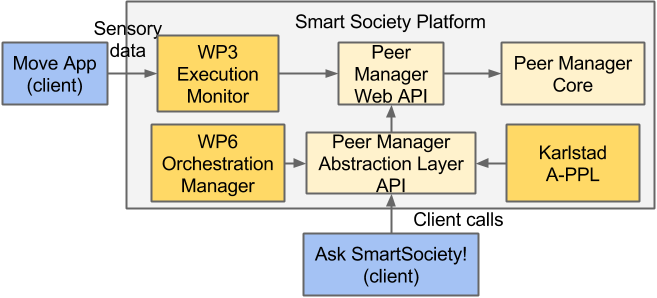 Smart Society Platform
Sensory
data
Move App
(client)
WP3
Execution
Monitor
Peer
Manager
Web API
Peer Manager
Core
WP6
Orchestration
Manager
Peer Manager
Abstraction Layer
API
Karlstad
A-PPL
Client calls
Ask SmartSociety!
(client)